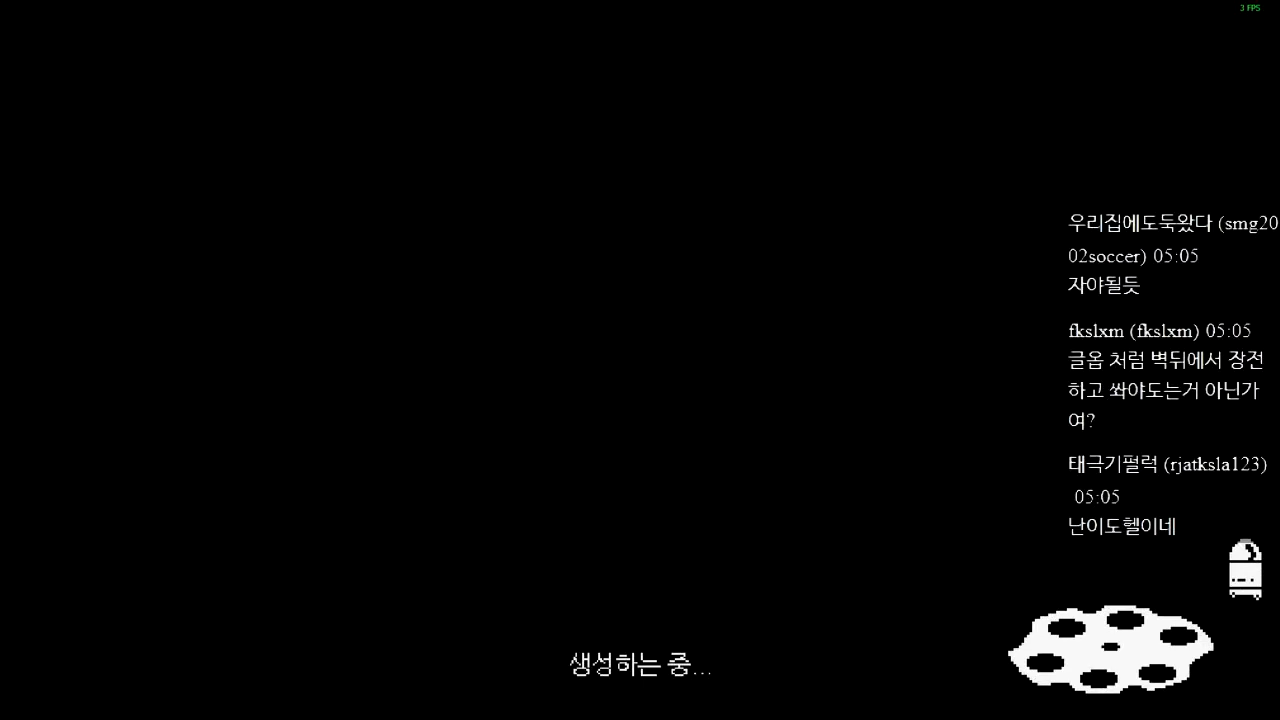 3 FPS
우리집에도둑왔다 (smg20
02soccer) 05:05
자야될듯
fkslxm (fkslxm) 05:05
글옵 처럼 벽뒤에서 장전
하고 쏴야도는거 아닌가
여?
태극기펄럭 (rjatksla123)
05:05
난이도헬이네
생성하는 중...